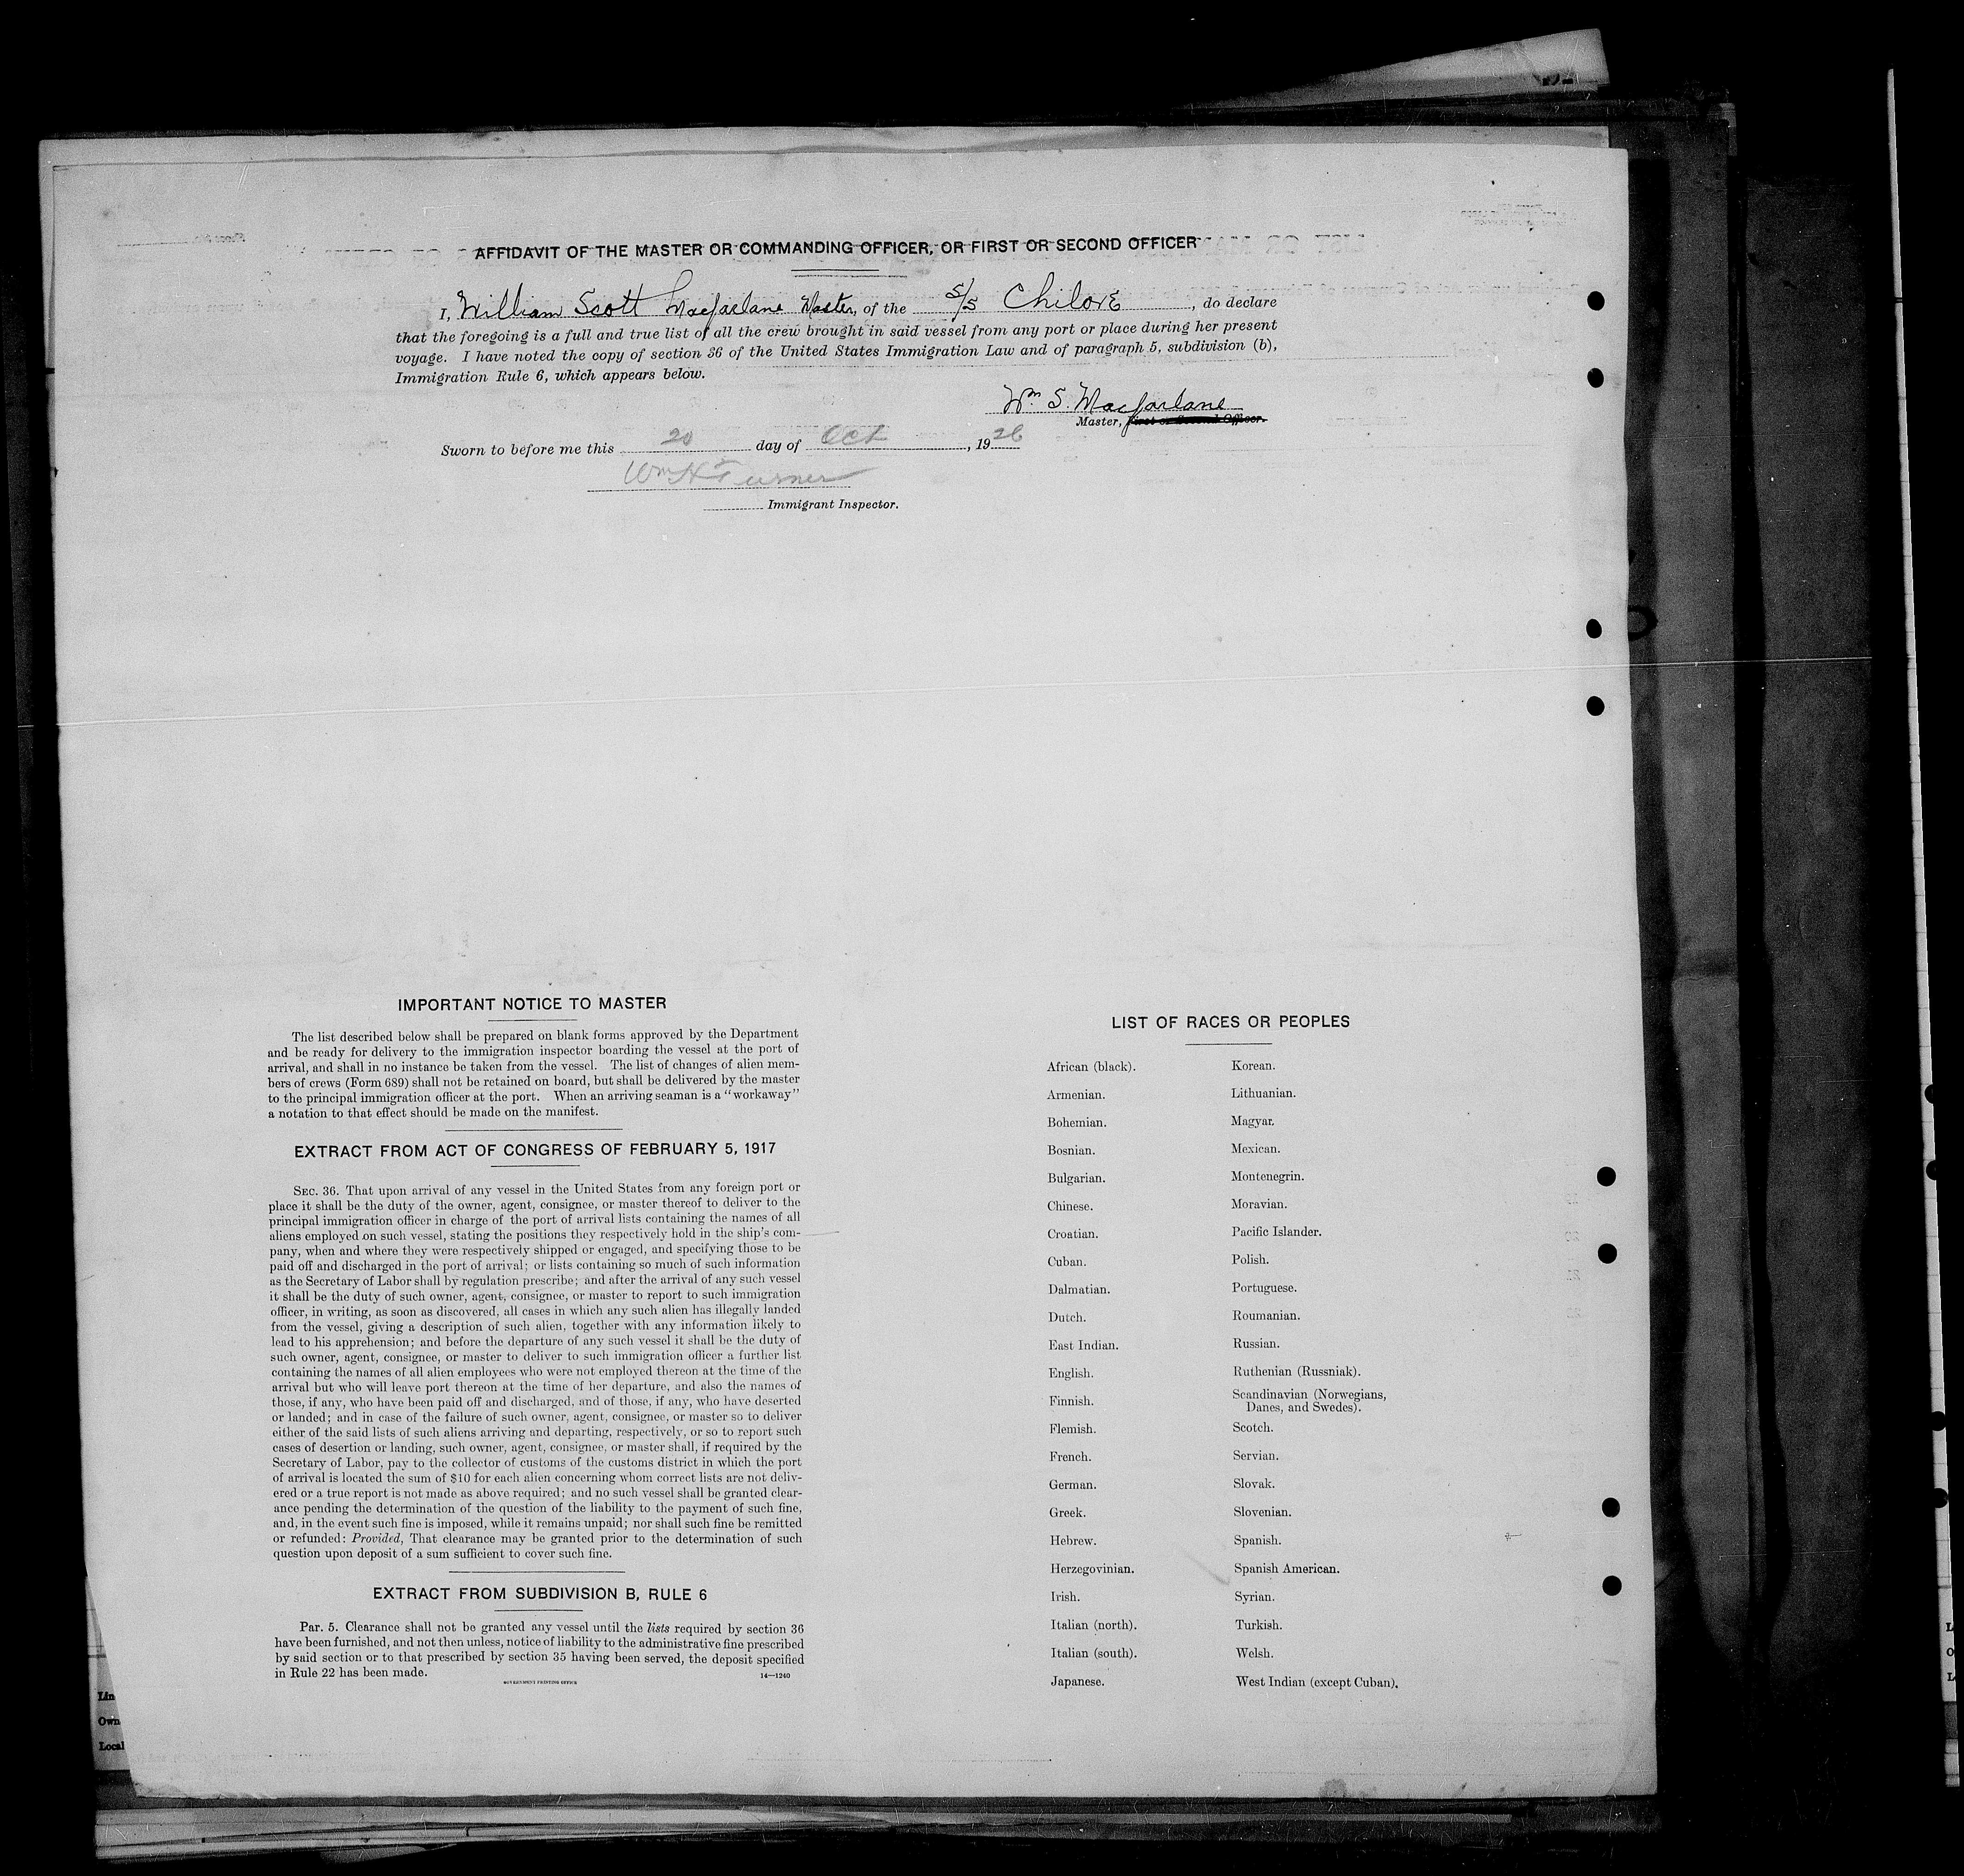 AFFIDAVIT OF THE MASTER OR COMMANDING OFFICER, OR FIRST OR SECOND OFFICER
I, William Scott Macfarlane Master, of the S/S Chilore, do declare
that the foregoing is a full and true list of all the crew brought in said vessel from any port or place during her present
voyage. I have noted the copy of section 36 of the United States Immigration Law and of paragraph 5, subdivision (b),
Immigration Rule 6, which appears below.
Wm S. Macfarlane
Master, First or Second Officer.
Sworn to before me this 20 day of Oct, 1926
Wm H Turner
Immigrant Inspector.
IMPORTANT NOTICE TO MASTER
The list described below shall be prepared on blank forms approved by the Department
and be ready for delivery to the immigration inspector boarding the vessel at the port of
arrival, and shall in no instance be taken from the vessel. The list of changes of alien mem-
bers of crews (Form 689) shall not be retained on board, but shall be delivered by the master
to the principal immigration officer at the port. When an arriving seaman is a "workaway"
a notation to that effect should be made on the manifest.
EXTRACT FROM ACT OF CONGRESS OF FEBRUARY 5, 1917
SEC. 36. That upon arrival of any vessel in the United States from any foreign port or
place it shall be the duty of the owner, agent, consignee, or master thereof to deliver to the
principal immigration officer in charge of the port of arrival lists containing the names of all
aliens employed on such vessel, stating the positions they respectively hold in the ship's com-
pany, when and where they were respectively shipped or engaged, and specifying those to be
paid off and discharged in the port of arrival; or lists containing so much of such information
as the Secretary of Labor shall by regulation prescribe; and after the arrival of any such vessel
it shall be the duty of such owner, agent, consignee, or master to report to such immigration
officer, in writing, as soon as discovered, all cases in which any such alien has illegally landed
from the vessel, giving a description of such alien, together with any information likely to
lead to his apprehension; and before the departure of any such vessel it shall be the duty of
such owner, agent, consignee, or master to deliver to such immigration officer a further list
containing the names of all alien employees who were not employed thereon at the time of the
arrival but who will leave port thereon at the time of her departure, and also the names of
those, if any, who have been paid off and discharged, and of those, if any, who have deserted
or landed; and in case of the failure of such owner, agent, consignee, or master so to deliver
either of the said lists of such aliens arriving and departing, respectively, or so to report such
cases of desertion or landing, such owner, agent, consignee, or master shall, if required by the
Secretary of Labor, pay to the collector of customs of the customs district in which the port
of arrival is located the sum of $10 for each alien concerning whom correct lists are not deliv-
ered or a true report is not made as above required; and no such vessel shall be granted clear-
ance pending the determination of the question of the liability to the payment of such fine,
and, in the event such fine is imposed, while it remains unpaid; nor shall such fine be remitted
or refunded: Provided, That clearance may be granted prior to the determination of such
question upon deposit of a sum sufficient to cover such fine.
EXTRACT FROM SUBDIVISION B, RULE 6
Par. 5. Clearance shall not be granted any vessel until the lists required by section 36
have been furnished, and not then unless, notice of liability to the administrative fine prescribed
by said section or to that prescribed by section 35 having been served, the deposit specified
in Rule 22 has been made. 14—1240
GOVERNMENT PRINTING OFFICE
LIST OF RACES OR PEOPLES
African (black).
Armenian.
Bohemian.
Bosnian.
Bulgarian.
Chinese.
Croatian.
Cuban.
Dalmatian.
Dutch.
East Indian.
English.
Finnish.
Flemish.
French.
German.
Greek.
Hebrew.
Herzegovinian.
Irish.
Italian (north).
Italian (south).
Japanese.
Korean.
Lithuanian.
Magyar.
Mexican.
Montenegrin.
Moravian.
Pacific Islander.
Polish.
Portuguese.
Roumanian.
Russian.
Ruthenian (Russniak).
Scandinavian (Norwegians,
Danes, and Swedes).
Scotch.
Servian.
Slovak.
Slovenian.
Spanish.
Spanish American.
Syrian.
Turkish.
Welsh.
West Indian (except Cuban).
Lin
Own
Local